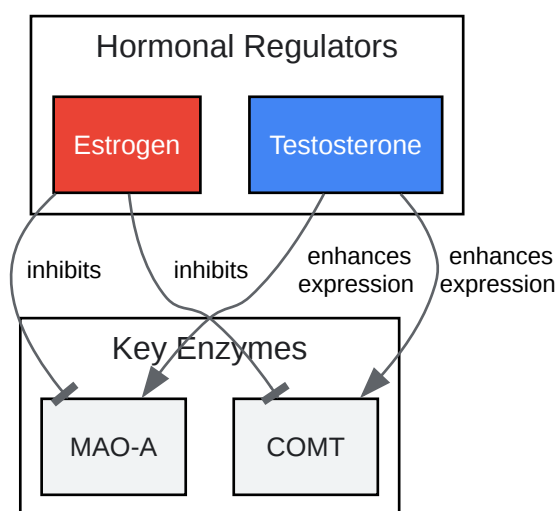 Hormonal Regulators
Estrogen
Testosterone
inhibits
inhibits
enhances
expression
enhances
expression
Key Enzymes
MAO-A
COMT